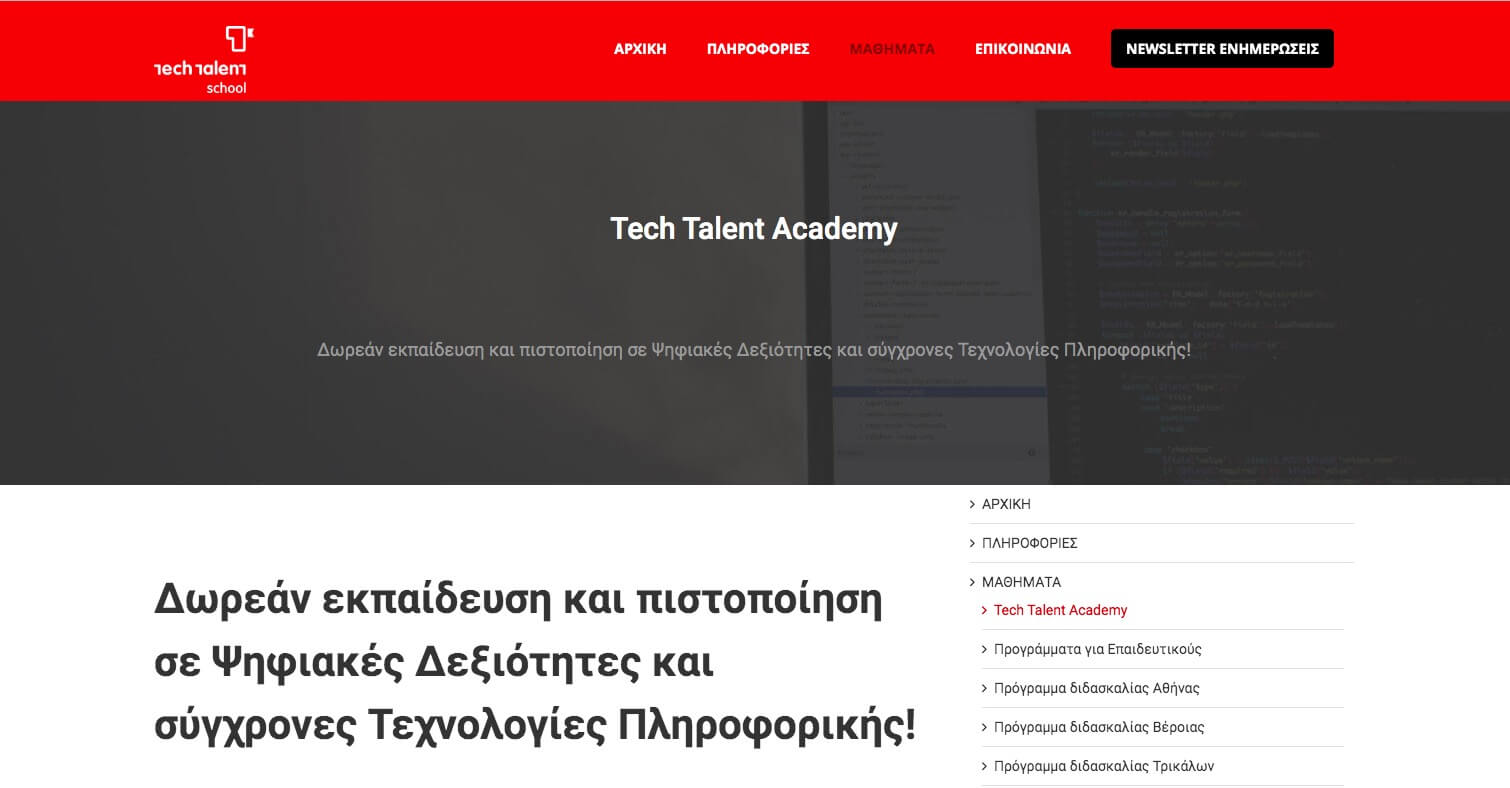 Tech Talent
school
ΑΡΧΙΚΗ
ΠΛΗΡΟΦΟΡΙΕΣ
ΜΑΘΗΜΑΤΑ
ΕΠΙΚΟΙΝΩΝΙΑ
NEWSLETTER ΕΝΗΜΕΡΩΣΕΙΣ
Tech Talent Academy
Δωρεάν εκπαίδευση και πιστοποίηση σε Ψηφιακές Δεξιότητες και σύγχρονες Τεχνολογίες Πληροφορικής!
Δωρεάν εκπαίδευση και πιστοποίηση
σε Ψηφιακές Δεξιότητες και
σύγχρονες Τεχνολογίες Πληροφορικής!
ΑΡΧΙΚΗ
ΠΛΗΡΟΦΟΡΙΕΣ
ΜΑΘΗΜΑΤΑ
Tech Talent Academy
Προγράμματα για Επαιδευτικούς
Πρόγραμμα διδασκαλίας Αθήνας
Πρόγραμμα διδασκαλίας Βέροιας
Πρόγραμμα διδασκαλίας Τρικάλων